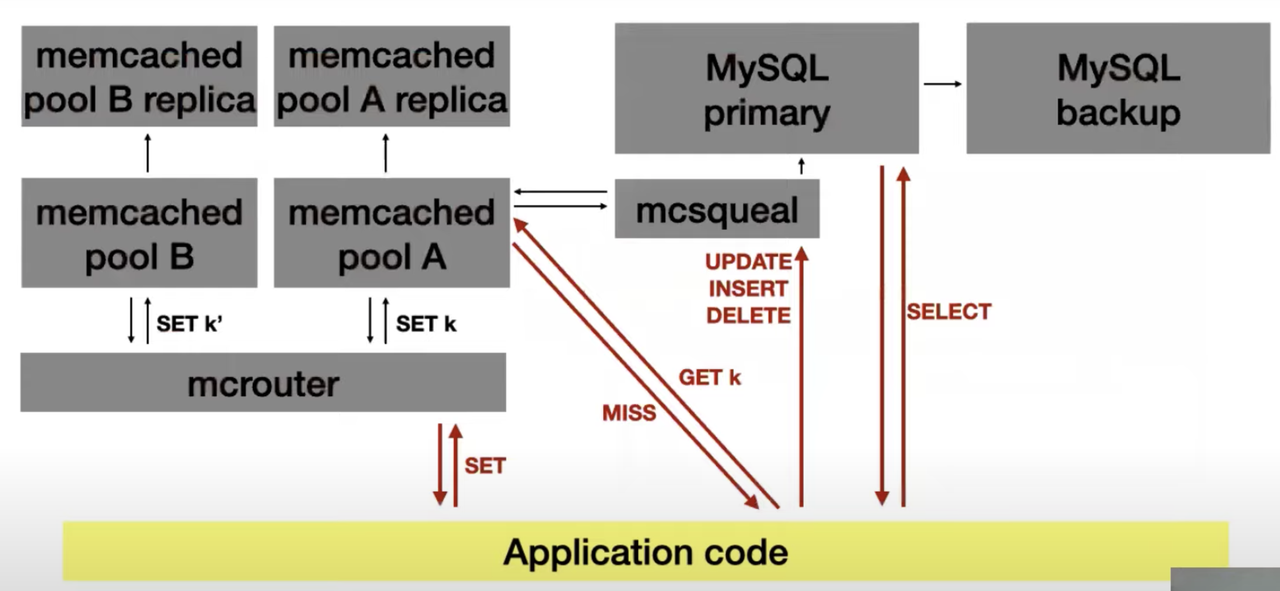 memcached
pool B replica
memcached
pool A replica
MySQL
primary
MySQL
backup
memcached
pool B
memcached
pool A
mcsqueal
UPDATE
INSERT
DELETE
SELECT
SET k’
SET k
mcrouter
GET k
MISS
SET
Application code